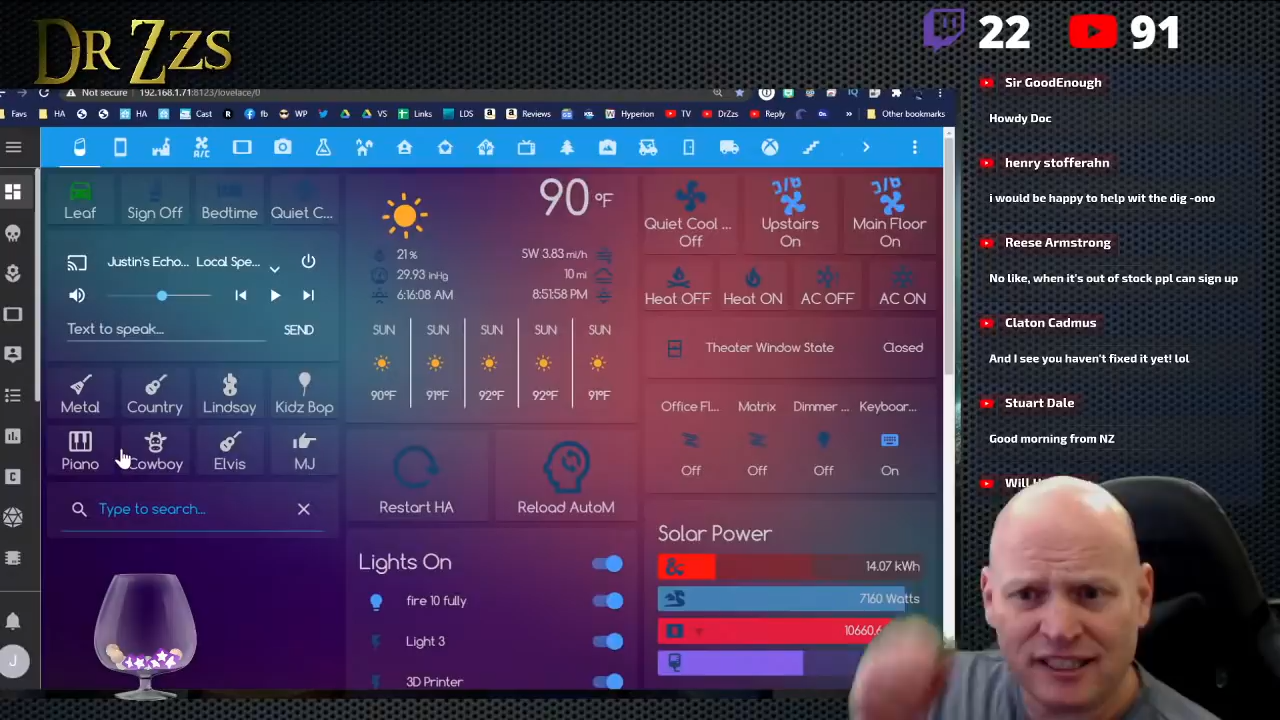 DR ZZS
22
91
Not secure
192.168.1.71:8123/lovelace/0
Favs HA HA Cast fb WP VS Links LDS Reviews Hyperion TV DrZzs Reply » Other bookmarks
A/C
Leaf Sign Off Bedtime Quiet C...
Justin's Echo... Local Spe...
Text to speak... SEND
Metal Country Lindsay Kidz Bop
Piano Cowboy Elvis MJ
Type to search...
90 °F
21 % SW 3.83 mi/h
29.93 inHg 10 mi
6:16:08 AM 8:51:58 PM
SUN SUN SUN SUN SUN
90°F 91°F 92°F 92°F 91°F
Restart HA Reload AutoM
Lights On
fire 10 fully
Light 3
3D Printer
Quiet Cool ... Upstairs Main Floor
Off On On
Heat OFF Heat ON AC OFF AC ON
Theater Window State Closed
Office Fl... Matrix Dimmer ... Keyboar...
Off Off Off On
Solar Power
14.07 kWh
7160 Watts
J
Sir GoodEnough
Howdy Doc
henry stofferahn
i would be happy to help wit the dig -ono
Reese Armstrong
No like, when it's out of stock ppl can sign up
Claton Cadmus
And I see you haven't fixed it yet! lol
Stuart Dale
Good morning from NZ